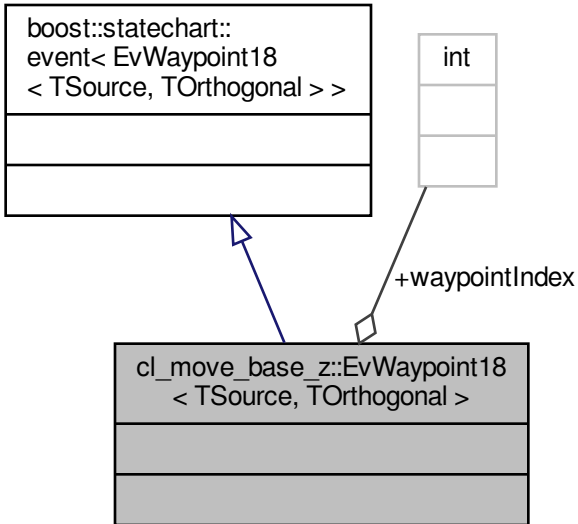 boost::statechart::
event< EvWaypoint18
< TSource, TOrthogonal > >
int
+waypointIndex
cl_move_base_z::EvWaypoint18
< TSource, TOrthogonal >